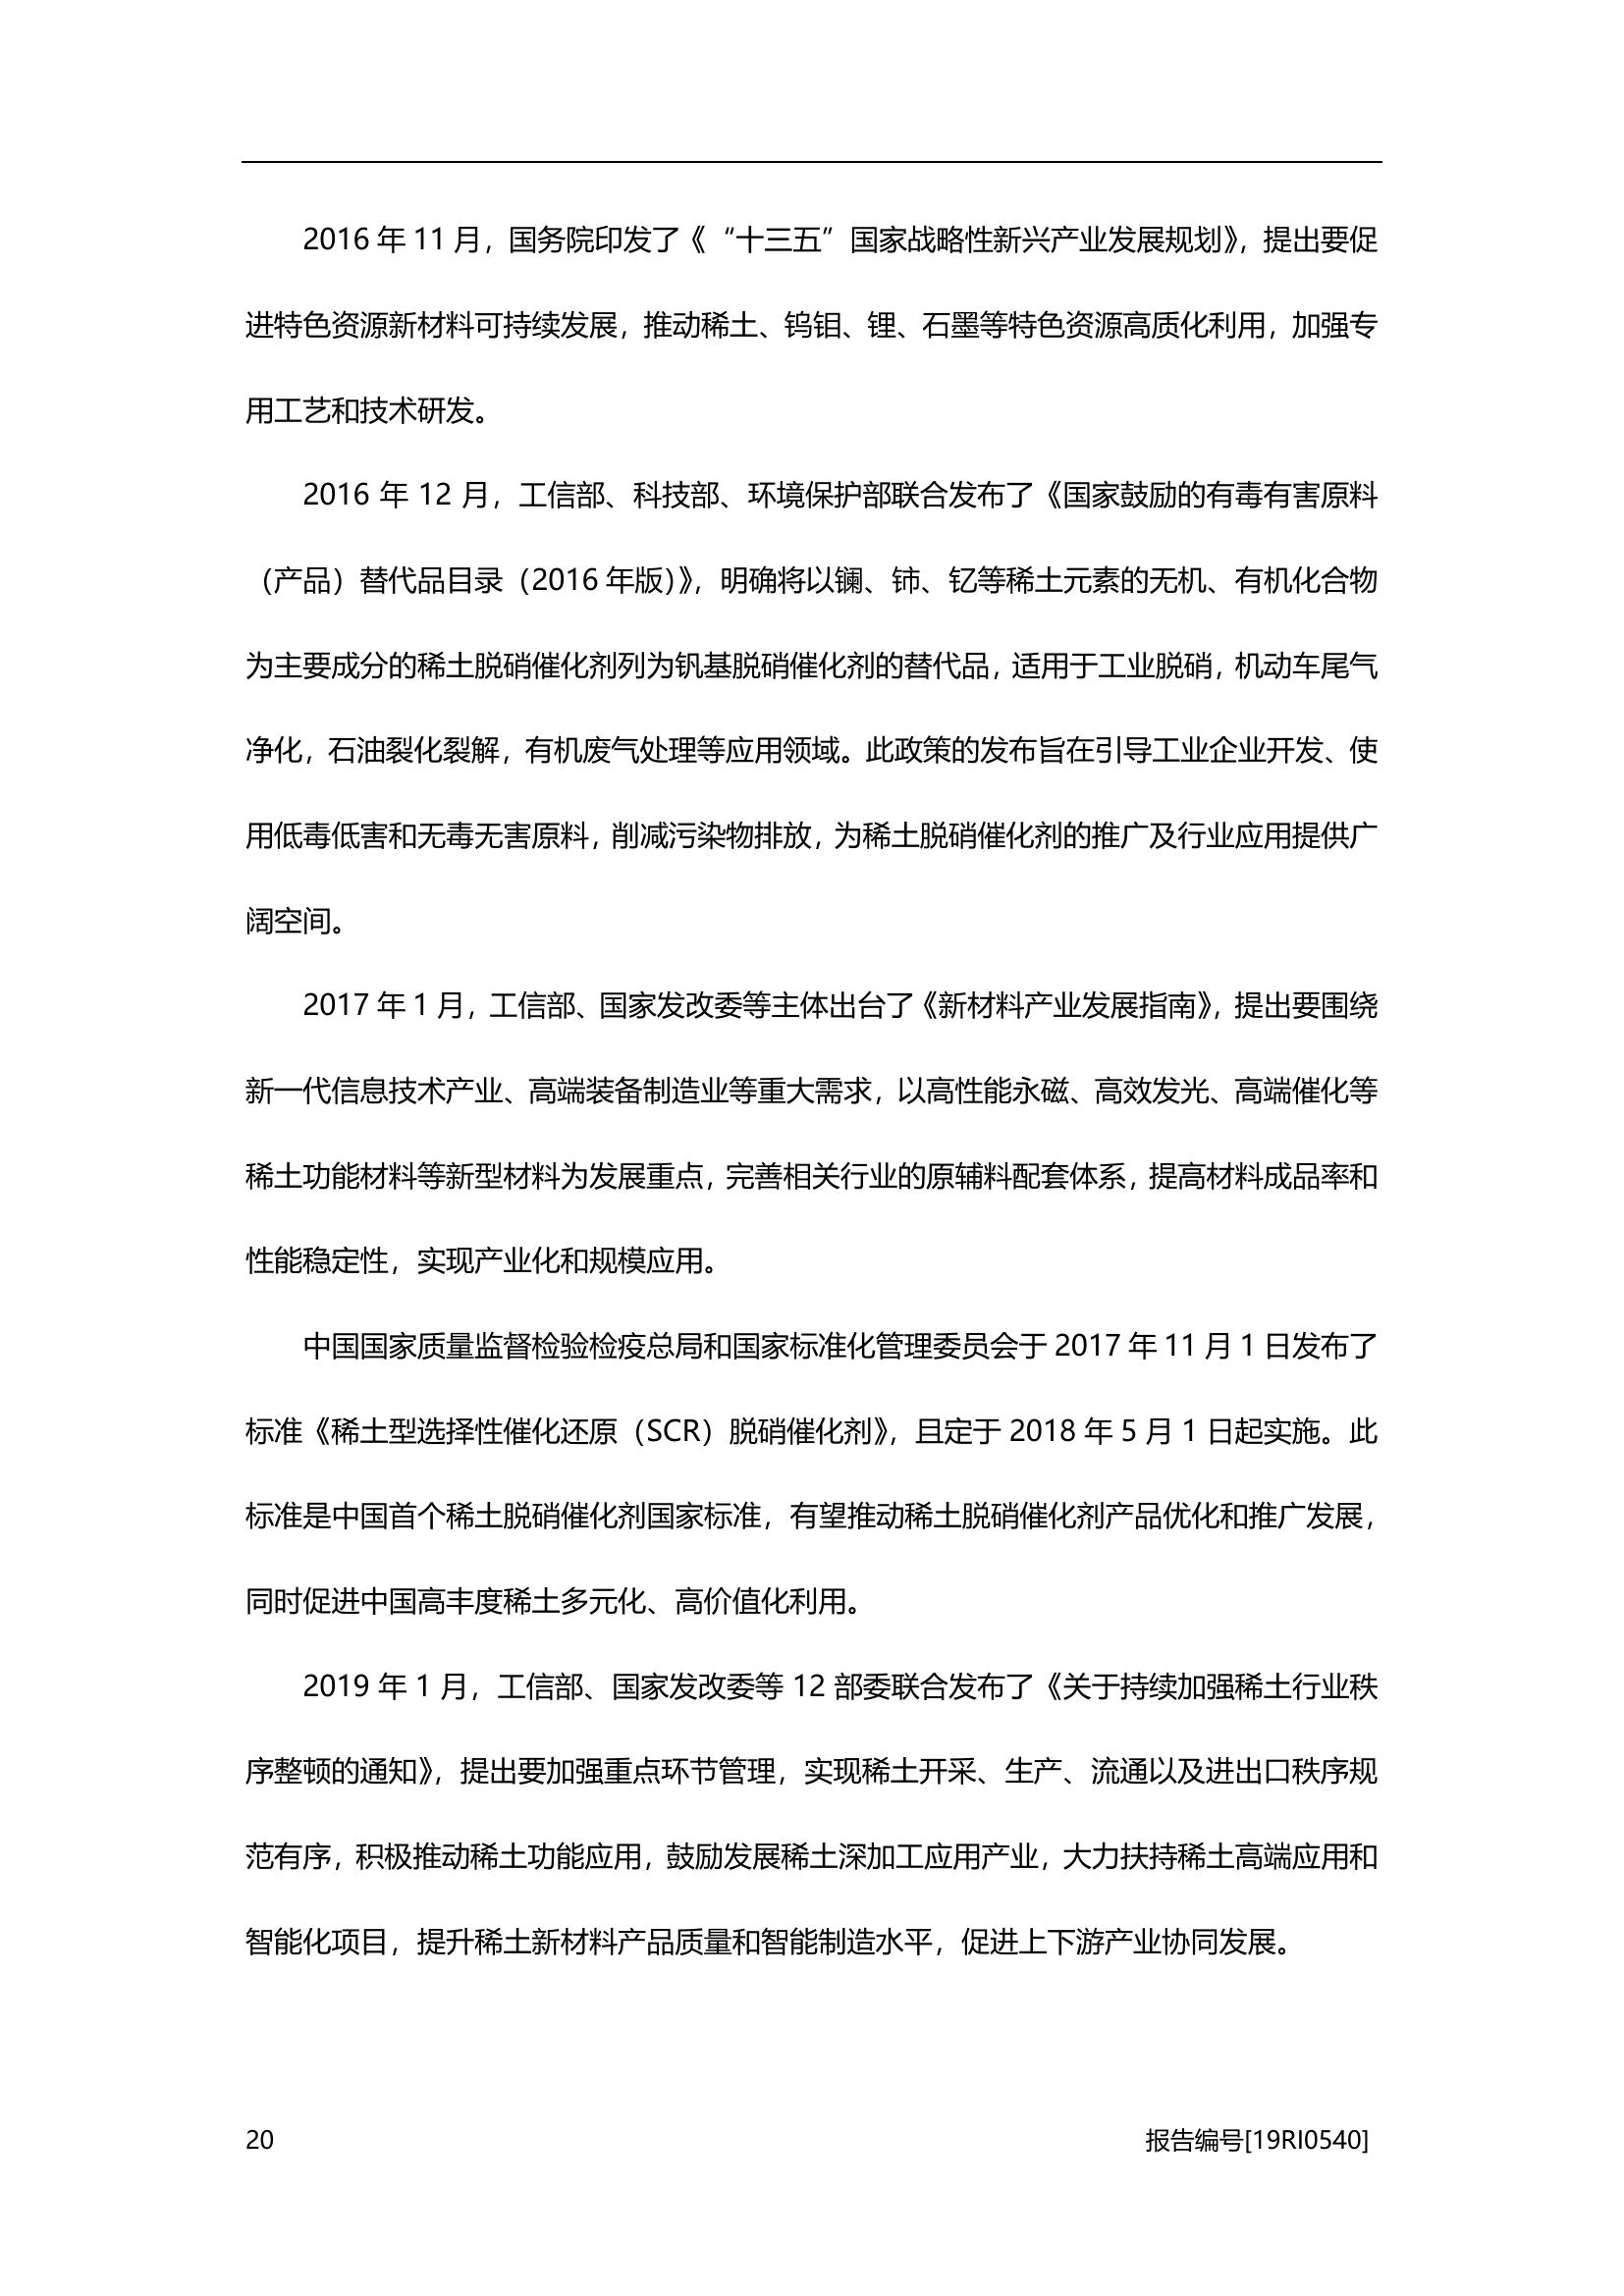 2016 年 11 月，国务院印发了《“十三五”国家战略性新兴产业发展规划》，提出要促
进特色资源新材料可持续发展，推动稀土、钨钼、锂、石墨等特色资源高质化利用，加强专
用工艺和技术研发。
2016 年 12 月，工信部、科技部、环境保护部联合发布了《国家鼓励的有毒有害原料
（产品）替代品目录（2016 年版）》，明确将以镧、铈、钇等稀土元素的无机、有机化合物
为主要成分的稀土脱硝催化剂列为钒基脱硝催化剂的替代品，适用于工业脱硝，机动车尾气
净化，石油裂化裂解，有机废气处理等应用领域。此政策的发布旨在引导工业企业开发、使
用低毒低害和无毒无害原料，削减污染物排放，为稀土脱硝催化剂的推广及行业应用提供广
阔空间。
2017 年 1 月，工信部、国家发改委等主体出台了《新材料产业发展指南》，提出要围绕
新一代信息技术产业、高端装备制造业等重大需求，以高性能永磁、高效发光、高端催化等
稀土功能材料等新型材料为发展重点，完善相关行业的原辅料配套体系，提高材料成品率和
性能稳定性，实现产业化和规模应用。
中国国家质量监督检验检疫总局和国家标准化管理委员会于 2017 年 11 月 1 日发布了
标准《稀土型选择性催化还原（SCR）脱硝催化剂》，且定于 2018 年 5 月 1 日起实施。此
标准是中国首个稀土脱硝催化剂国家标准，有望推动稀土脱硝催化剂产品优化和推广发展，
同时促进中国高丰度稀土多元化、高价值化利用。
2019 年 1 月，工信部、国家发改委等 12 部委联合发布了《关于持续加强稀土行业秩
序整顿的通知》，提出要加强重点环节管理，实现稀土开采、生产、流通以及进出口秩序规
范有序，积极推动稀土功能应用，鼓励发展稀土深加工应用产业，大力扶持稀土高端应用和
智能化项目，提升稀土新材料产品质量和智能制造水平，促进上下游产业协同发展。
20 报告编号[19RI0540]